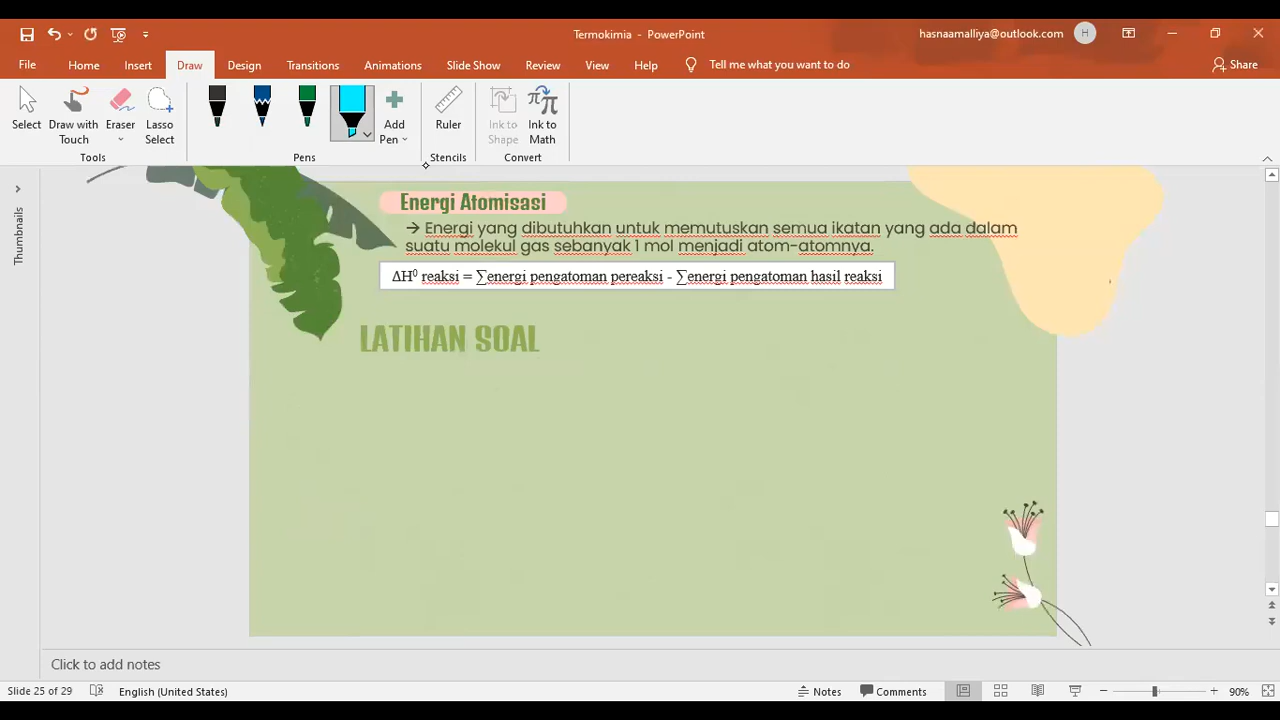 Termokimia - PowerPoint
hasnaamalliya@outlook.com
H
File
Home
Insert
Draw
Design
Transitions
Animations
Slide Show
Review
View
Help
Tell me what you want to do
Share
Select
Draw with
Touch
Eraser
Lasso
Select
Add
Pen
Ruler
Ink to
Shape
Ink to
Math
Tools
Pens
Stencils
Convert
Thumbnails
Energi Atomisasi
→ Energi yang dibutuhkan untuk memutuskan semua ikatan yang ada dalam
suatu molekul gas sebanyak 1 mol menjadi atom-atomnya.
ΔH⁰ reaksi = ∑energi pengatoman pereaksi - ∑energi pengatoman hasil reaksi
LATIHAN SOAL
Click to add notes
Slide 25 of 29
English (United States)
Notes
Comments
90%